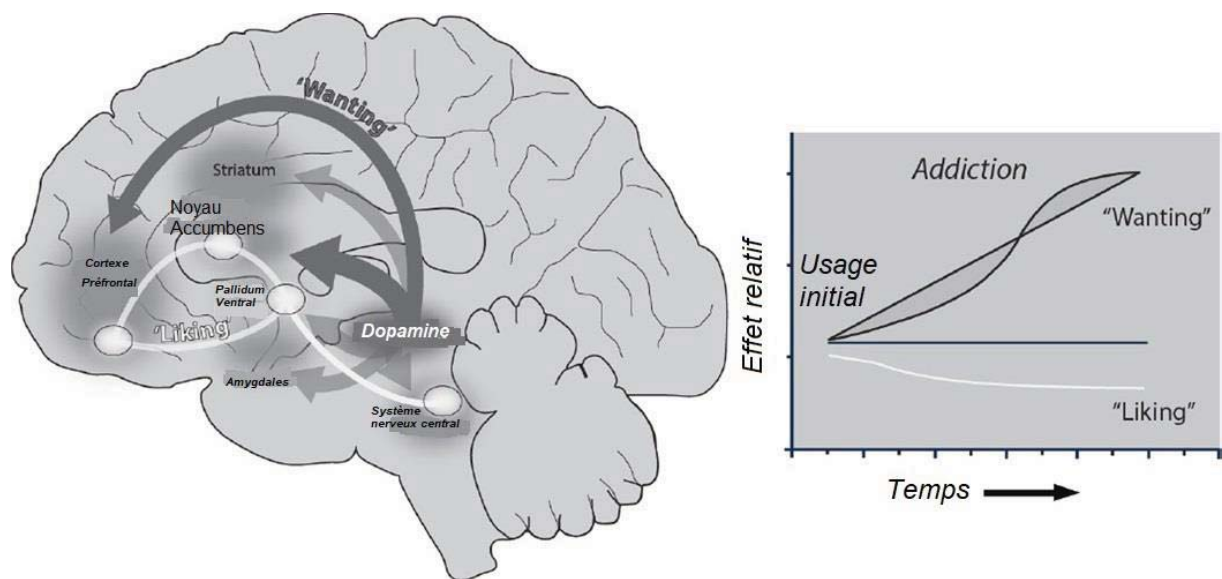 'Wanting'
Striatum
Noyau
Accumbens
Cortexe
Préfrontal
Pallidum
Ventral
'Liking'
Dopamine
Amygdales
Système
nerveux central
Effet relatif
Addiction
"Wanting"
Usage
initial
"Liking"
Temps